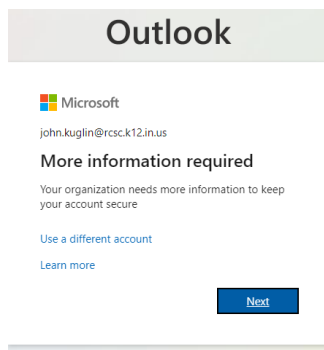 Outlook
Microsoft
john.kuglin@rcsc.k12.in.us
More information required
Your organization needs more information to keep
your account secure
Use a different account
Learn more
Next